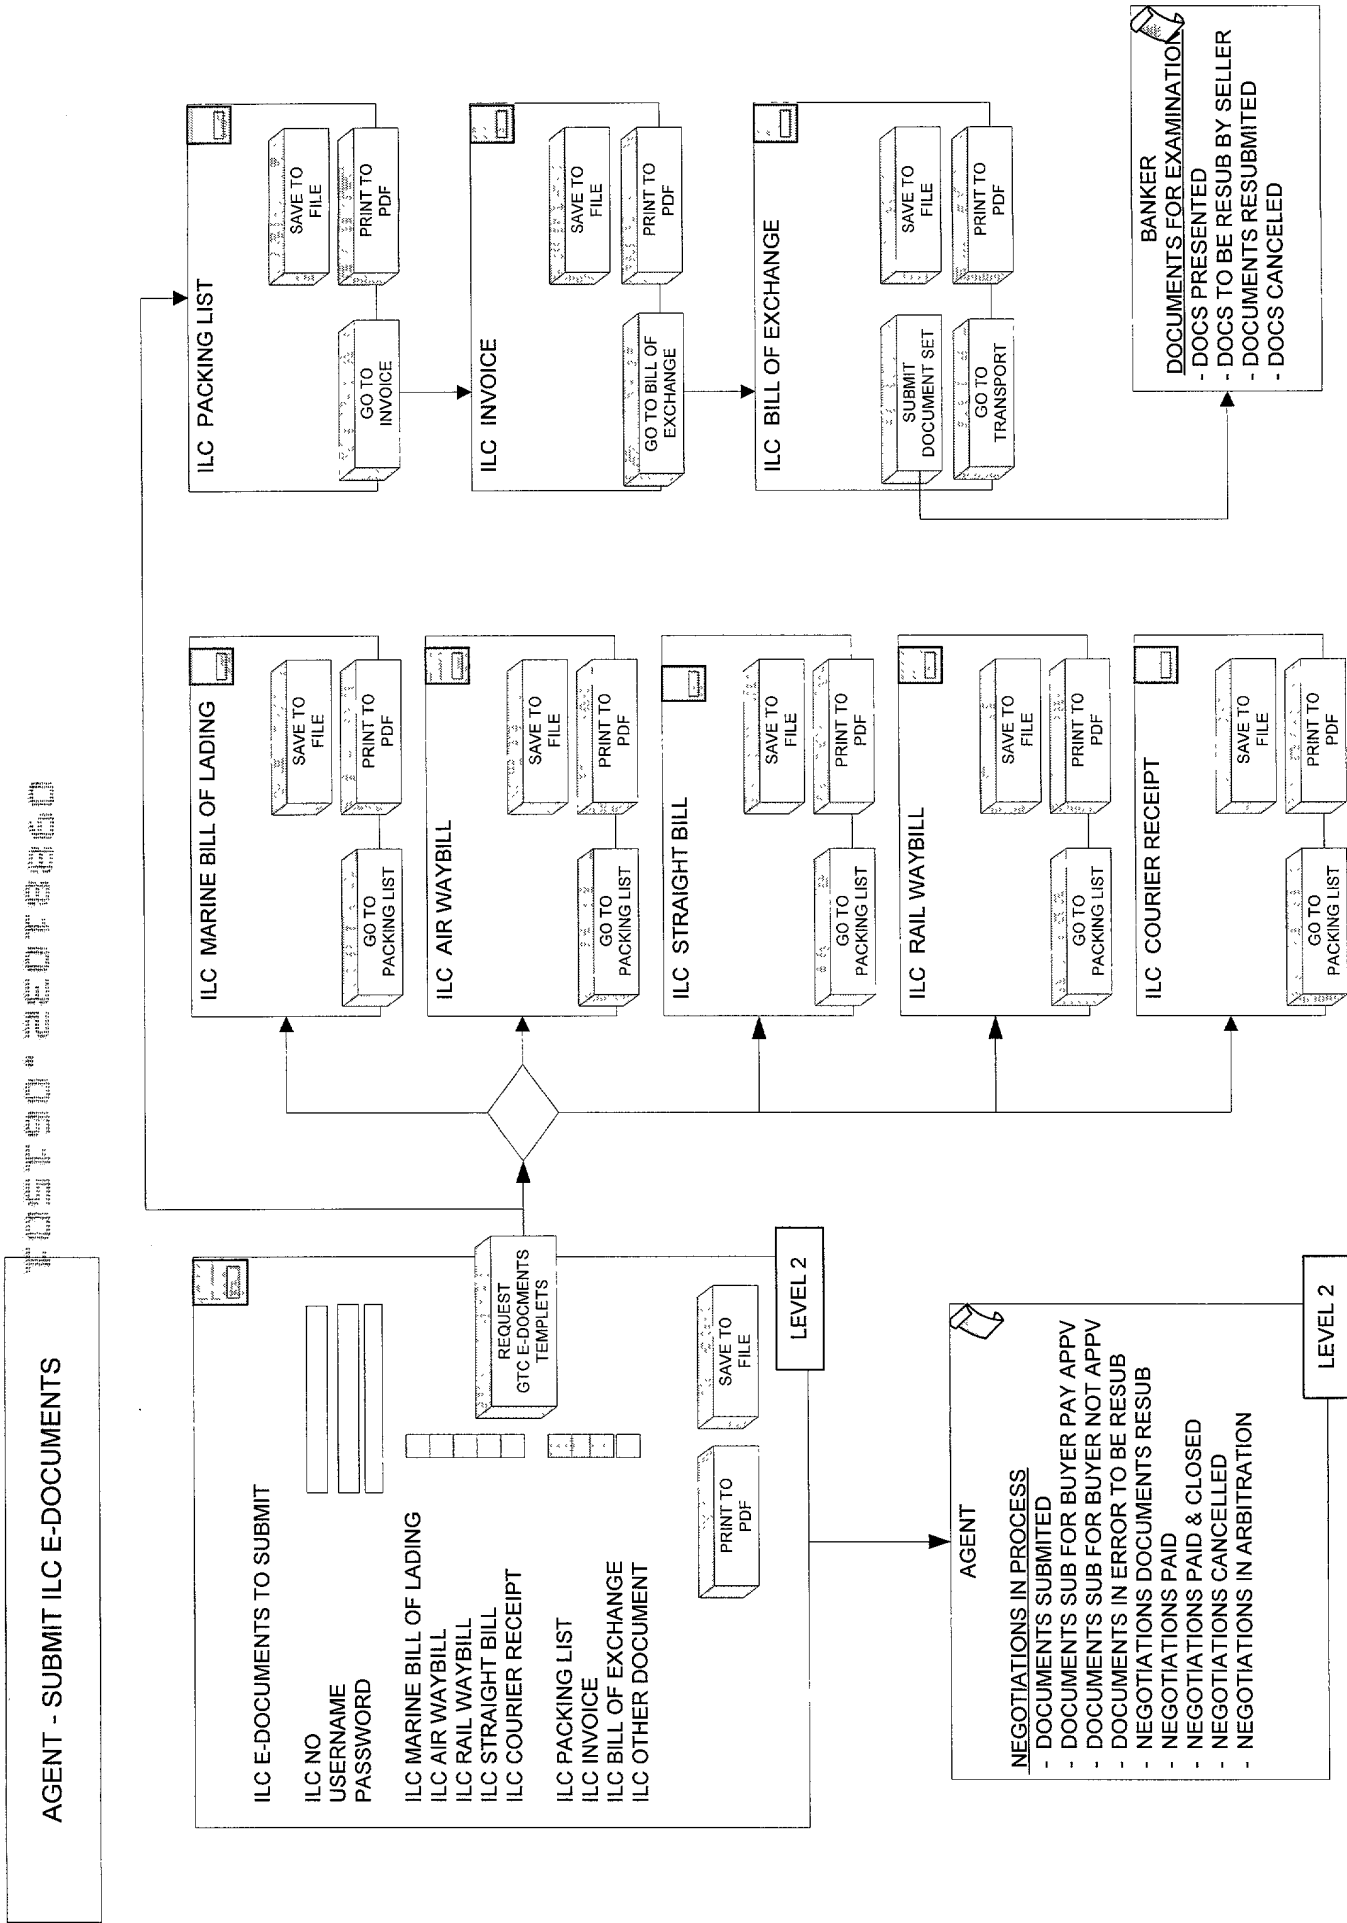 AGENT - SUBMIT ILC E-DOCUMENTS
ILC E-DOCUMENTS TO SUBMIT
ILC NO
USERNAME
PASSWORD
ILC MARINE BILL OF LADING
ILC AIR WAYBILL
ILC RAIL WAYBILL
ILC STRAIGHT BILL
ILC COURIER RECEIPT
ILC PACKING LIST
ILC INVOICE
ILC BILL OF EXCHANGE
ILC OTHER DOCUMENT
REQUEST
GTC E-DOCMENTS
TEMPLETS
PRINT TO
PDF
SAVE TO
FILE
LEVEL 2
AGENT
NEGOTIATIONS IN PROCESS
- DOCUMENTS SUBMITED
- DOCUMENTS SUB FOR BUYER PAY APPV
- DOCUMENTS SUB FOR BUYER NOT APPV
- DOCUMENTS IN ERROR TO BE RESUB
- NEGOTIATIONS DOCUMENTS RESUB
- NEGOTIATIONS PAID
- NEGOTIATIONS PAID & CLOSED
- NEGOTIATIONS CANCELLED
- NEGOTIATIONS IN ARBITRATION
LEVEL 2
ILC MARINE BILL OF LADING
SAVE TO
FILE
GO TO
PACKING LIST
PRINT TO
PDF
ILC AIR WAYBILL
SAVE TO
FILE
GO TO
PACKING LIST
PRINT TO
PDF
ILC STRAIGHT BILL
SAVE TO
FILE
GO TO
PACKING LIST
PRINT TO
PDF
ILC RAIL WAYBILL
SAVE TO
FILE
GO TO
PACKING LIST
PRINT TO
PDF
ILC COURIER RECEIPT
SAVE TO
FILE
GO TO
PACKING LIST
PRINT TO
PDF
ILC PACKING LIST
SAVE TO
FILE
GO TO
INVOICE
PRINT TO
PDF
ILC INVOICE
SAVE TO
FILE
GO TO BILL OF
EXCHANGE
PRINT TO
PDF
ILC BILL OF EXCHANGE
SUBMIT
DOCUMENT SET
SAVE TO
FILE
GO TO
TRANSPORT
PRINT TO
PDF
BANKER
DOCUMENTS FOR EXAMINATION
- DOCS PRESENTED
- DOCS TO BE RESUB BY SELLER
- DOCUMENTS RESUBMITED
- DOCS CANCELED